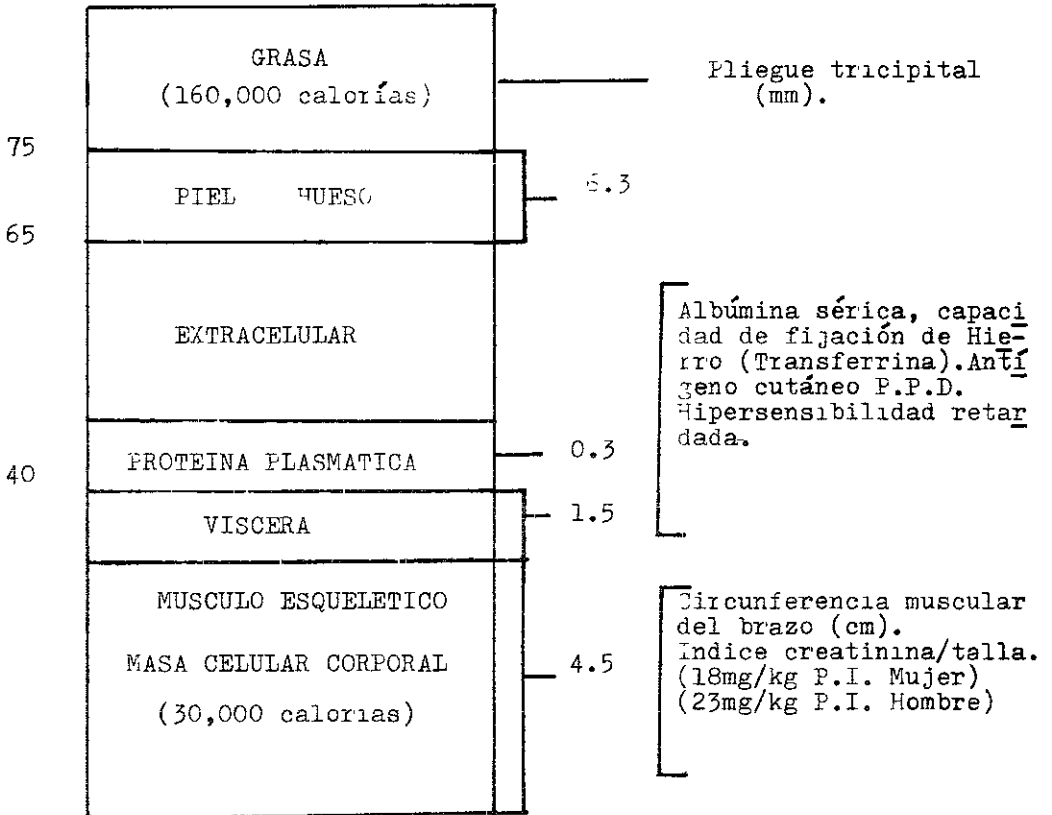 GRASA
(160,000 calorías)
Pliegue tricipital
(mm).
75
PIEL HUESO
6.3
65
EXTRACELULAR
Albúmina sérica, capaci
dad de fijación de Hie-
rro (Transferrina).Antí
geno cutáneo P.P.D.
Hipersensibilidad retar
dada.
PROTEINA PLASMATICA
0.3
40
VISCERA
1.5
MUSCULO ESQUELETICO
MASA CELULAR CORPORAL
(30,000 calorias)
4.5
Circunferencia muscular
del brazo (cm).
Indice creatinina/talla.
(18mg/kg P.I. Mujer)
(23mg/kg P.I. Hombre)